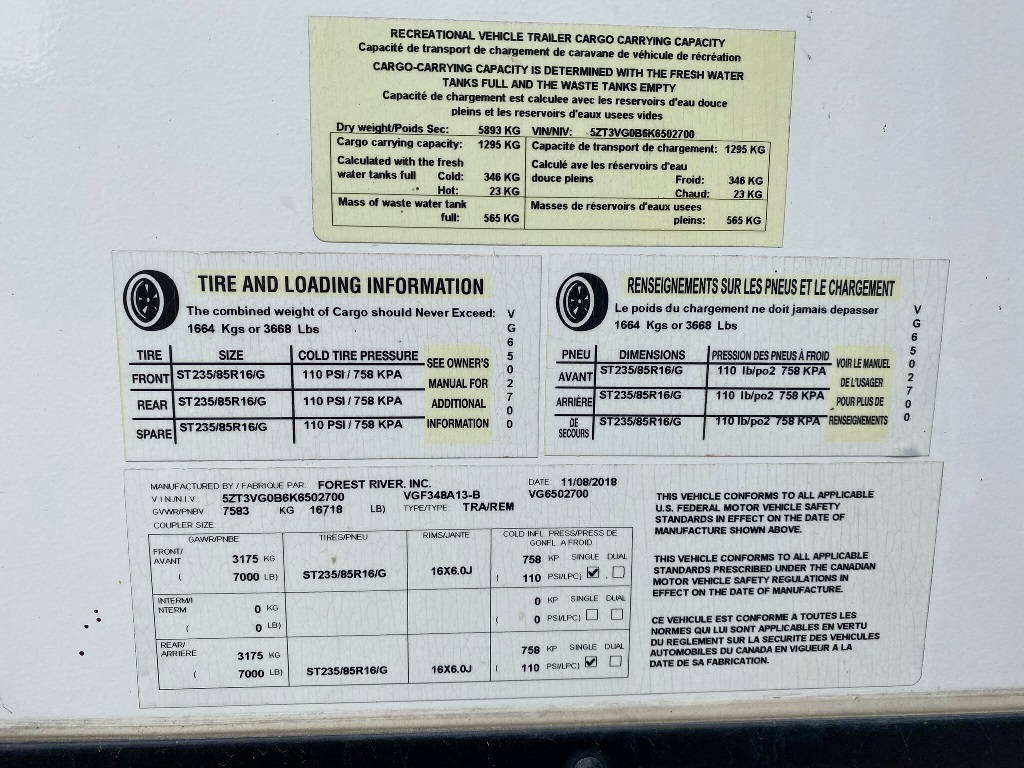 RECREATIONAL VEHICLE TRAILER CARGO CARRYING CAPACITY
Capacité de transport de chargement de caravane de véhicule de récréation
CARGO-CARRYING CAPACITY IS DETERMINED WITH THE FRESH WATER
TANKS FULL AND THE WASTE TANKS EMPTY
Capacité de chargement est calculee avec les reservoirs d'eau douce
pleins et les reservoirs d'eaux usees vides
Dry weight/Poids Sec: 5893 KG VIN/NIV: 5ZT3VG0B6K6502700
Cargo carrying capacity: 1295 KG
Calculated with the fresh
water tanks full Cold: 346 KG
Hot: 23 KG
Mass of waste water tank
full: 565 KG
Capacité de transport de chargement: 1295 KG
Calculé ave les réservoirs d'eau
douce pleins Froid: 346 KG
Chaud: 23 KG
Masses de réservoirs d'eaux usees
pleins: 565 KG
TIRE AND LOADING INFORMATION
The combined weight of Cargo should Never Exceed:
1664 Kgs or 3668 Lbs
TIRE SIZE COLD TIRE PRESSURE
FRONT ST235/85R16/G 110 PSI / 758 KPA
REAR ST235/85R16/G 110 PSI / 758 KPA
SPARE ST235/85R16/G 110 PSI / 758 KPA
SEE OWNER'S
MANUAL FOR
ADDITIONAL
INFORMATION
VG6502700
RENSEIGNEMENTS SUR LES PNEUS ET LE CHARGEMENT
Le poids du chargement ne doit jamais depasser
1664 Kgs or 3668 Lbs
PNEU DIMENSIONS PRESSION DES PNEUS À FROID
AVANT ST235/85R16/G 110 lb/po2 758 KPA
ARRIÈRE ST235/85R16/G 110 lb/po2 758 KPA
DE
SECOURS ST235/85R16/G 110 lb/po2 758 KPA
VOIR LE MANUEL
DE L'USAGER
POUR PLUS DE
RENSEIGNEMENTS
VG6502700
MANUFACTURED BY / FABRIQUE PAR: FOREST RIVER, INC. DATE 11/08/2018
V.I.N./N.I.V. 5ZT3VG0B6K6502700 VGF348A13-B VG6502700
GVWR/PNBV 7583 KG 16718 LB) TYPE/TYPE: TRA/REM
COUPLER SIZE
GAWR/PNBE TIRES/PNEU RIMS/JANTE COLD INFL. PRESS/PRESS DE
GONFL A FROID
FRONT/
AVANT 3175 KG 758 KP SINGLE DUAL
( 7000 LB) ST235/85R16/G 16X6.0J ( 110 PSI/LPC)
INTERM/I
NTERM 0 KG 0 KP SINGLE DUAL
( 0 LB) ( 0 PSI/LPC)
REAR/
ARRIERE 3175 KG 758 KP SINGLE DUAL
( 7000 LB) ST235/85R16/G 16X6.0J ( 110 PSI/LPC)
THIS VEHICLE CONFORMS TO ALL APPLICABLE
U.S. FEDERAL MOTOR VEHICLE SAFETY
STANDARDS IN EFFECT ON THE DATE OF
MANUFACTURE SHOWN ABOVE.
THIS VEHICLE CONFORMS TO ALL APPLICABLE
STANDARDS PRESCRIBED UNDER THE CANADIAN
MOTOR VEHICLE SAFETY REGULATIONS IN
EFFECT ON THE DATE OF MANUFACTURE.
CE VEHICULE EST CONFORME A TOUTES LES
NORMES QUI LUI SONT APPLICABLES EN VERTU
DU REGLEMENT SUR LA SECURITE DES VEHICULES
AUTOMOBILES DU CANADA EN VIGUEUR A LA
DATE DE SA FABRICATION.